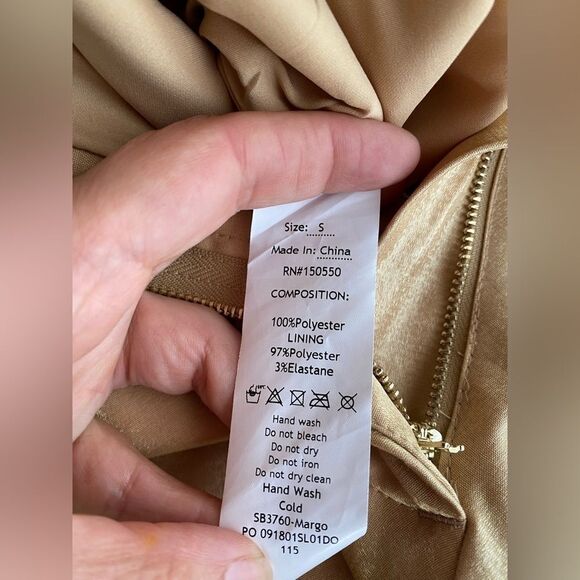 Size: S
Made In: China
RN#150550
COMPOSITION:
100%Polyester
LINING
97%Polyester
3%Elastane
Hand wash
Do not bleach
Do not dry
Do not iron
Do not dry clean
Hand Wash
Cold
SB3760-Margo
PO 091801SL01DO
115